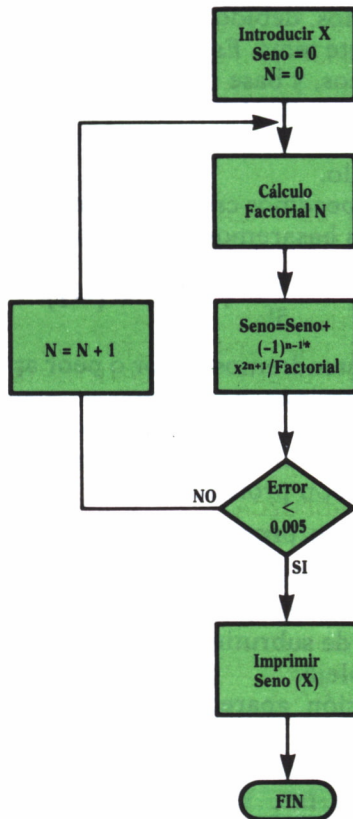 Introducir X
Seno = 0
N = 0
Cálculo
Factorial N
N = N + 1
Seno=Seno+
(-1)ⁿ⁻¹*
x²ⁿ⁺¹/Factorial
Error
<
0,005
NO
SI
Imprimir
Seno (X)
FIN